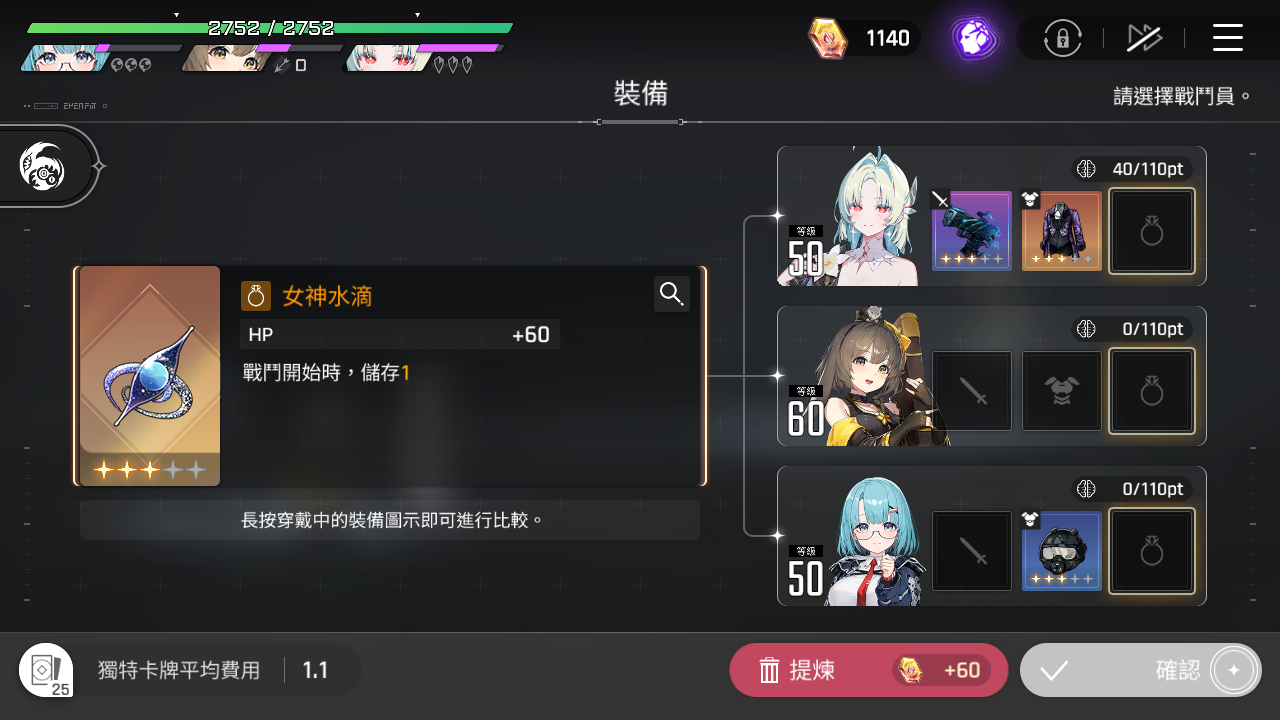 2752 / 2752
0
1140
裝備
請選擇戰鬥員。
女神水滴
HP +60
戰鬥開始時，儲存1
長按穿戴中的裝備圖示即可進行比較。
40/110pt
等級
50
0/110pt
等級
60
0/110pt
等級
50
25
獨特卡牌平均費用 1.1
提煉 +60
確認